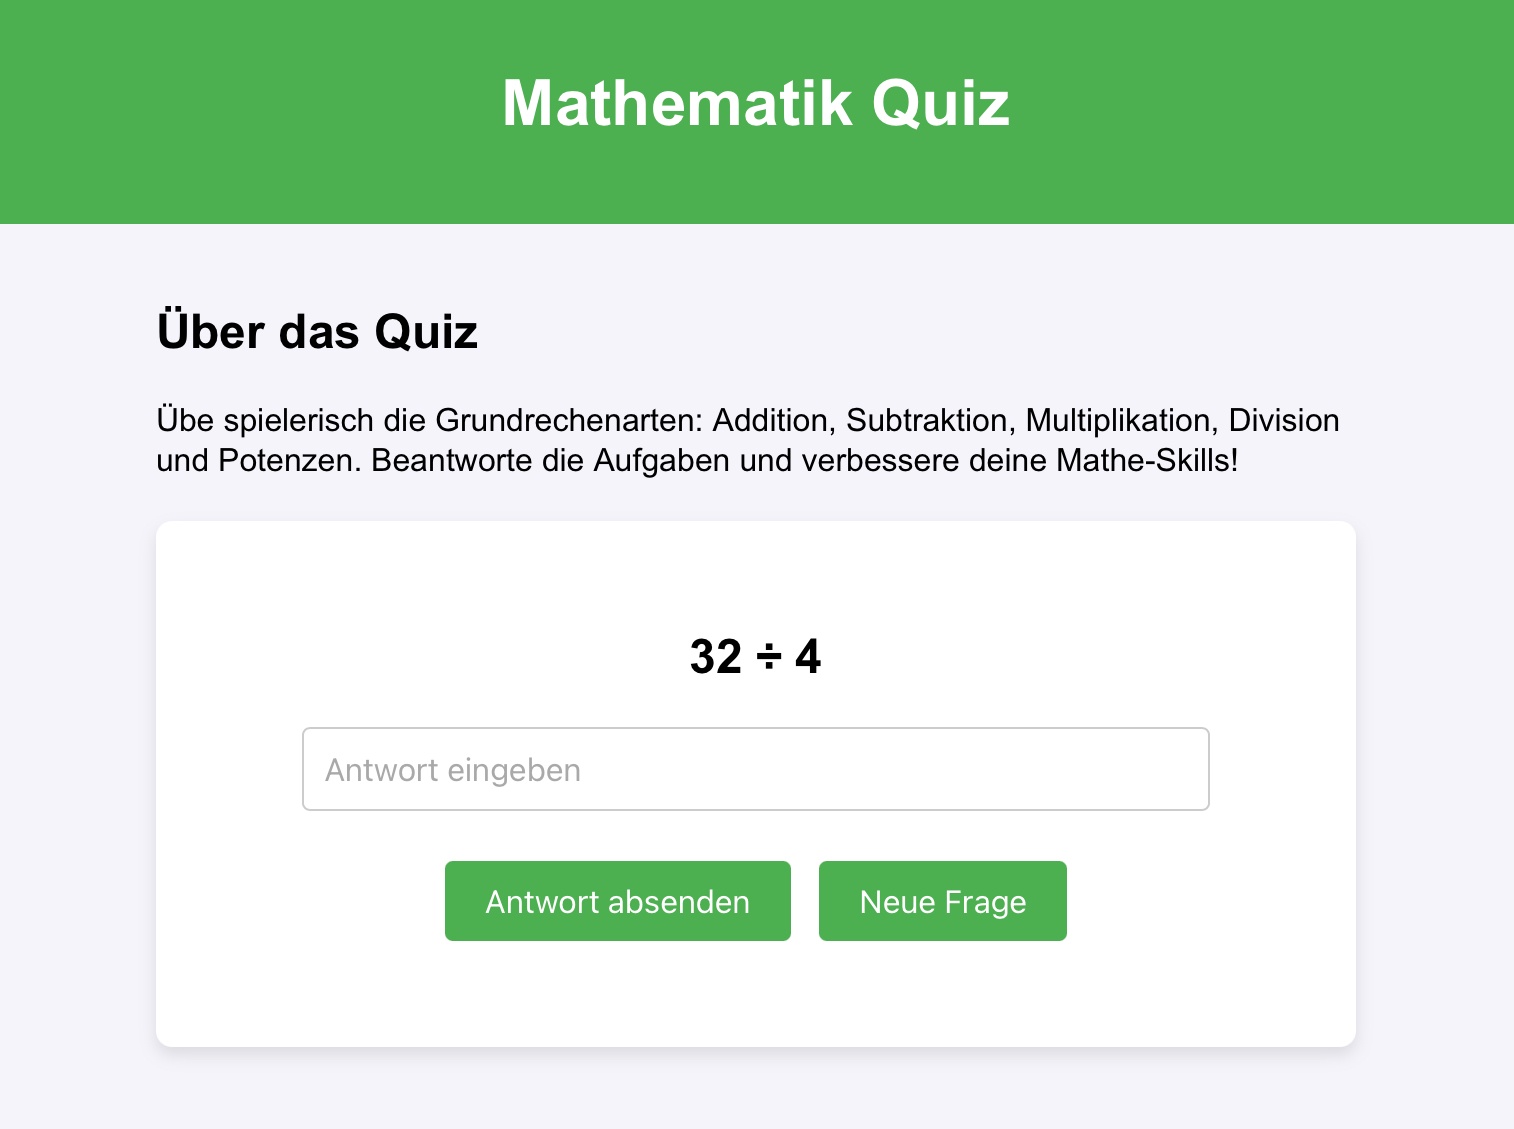 Mathematik Quiz
Über das Quiz
Übe spielerisch die Grundrechenarten: Addition, Subtraktion, Multiplikation, Division
und Potenzen. Beantworte die Aufgaben und verbessere deine Mathe-Skills!
32 ÷ 4
Antwort eingeben
Antwort absenden
Neue Frage